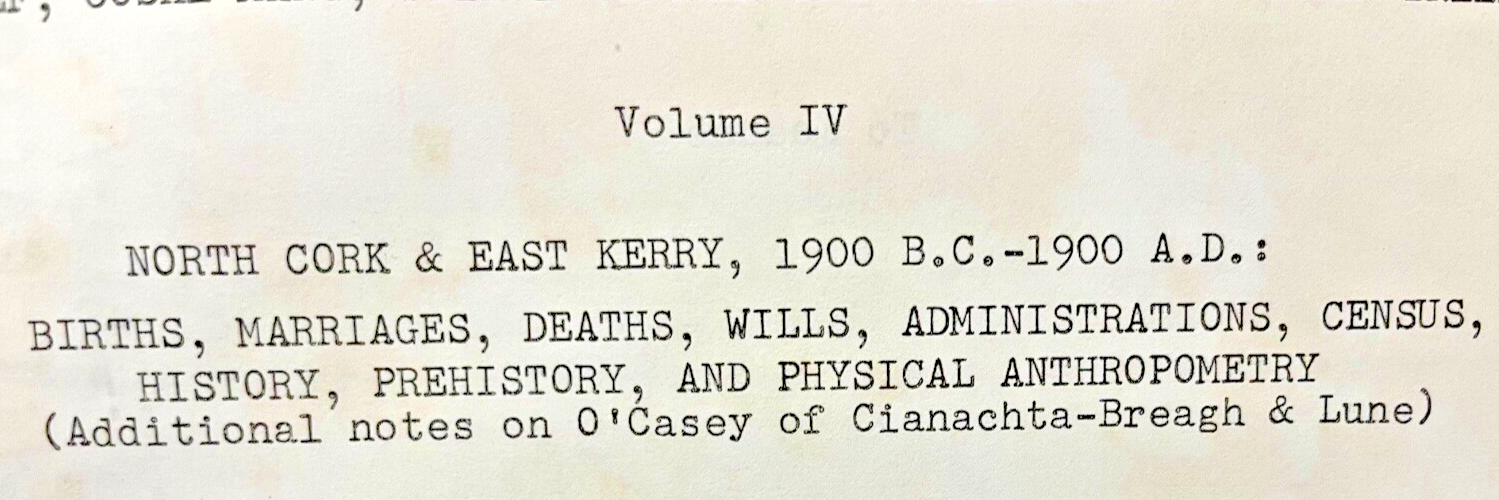 Volume IV
NORTH CORK & EAST KERRY, 1900 B.C.-1900 A.D.:
BIRTHS, MARRIAGES, DEATHS, WILLS, ADMINISTRATIONS, CENSUS,
HISTORY, PREHISTORY, AND PHYSICAL ANTHROPOMETRY
(Additional notes on O'Casey of Cianachta-Breagh & Lune)